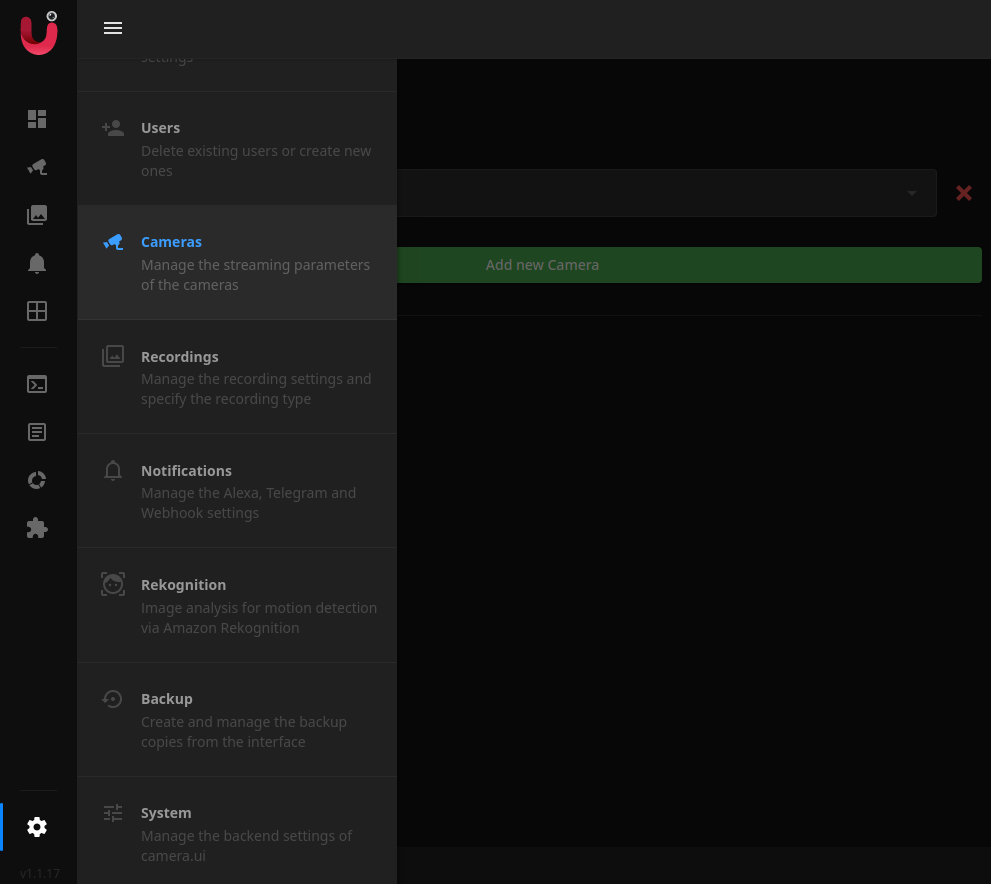 settings
Users
Delete existing users or create new
ones
Cameras
Manage the streaming parameters
of the cameras
Add new Camera
Recordings
Manage the recording settings and
specify the recording type
Notifications
Manage the Alexa, Telegram and
Webhook settings
Rekognition
Image analysis for motion detection
via Amazon Rekognition
Backup
Create and manage the backup
copies from the interface
System
Manage the backend settings of
camera.ui
v1.1.17